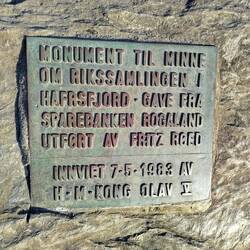 MONUMENT TIL MINNE
OM RIKSSAMLINGEN I
HAFRSFJORD · GAVE FRA
SPAREBANKEN ROGALAND
UTFØRT AV FRITZ RØED
INNVIET 7-5-1983 AV
H·M·KONG OLAV V